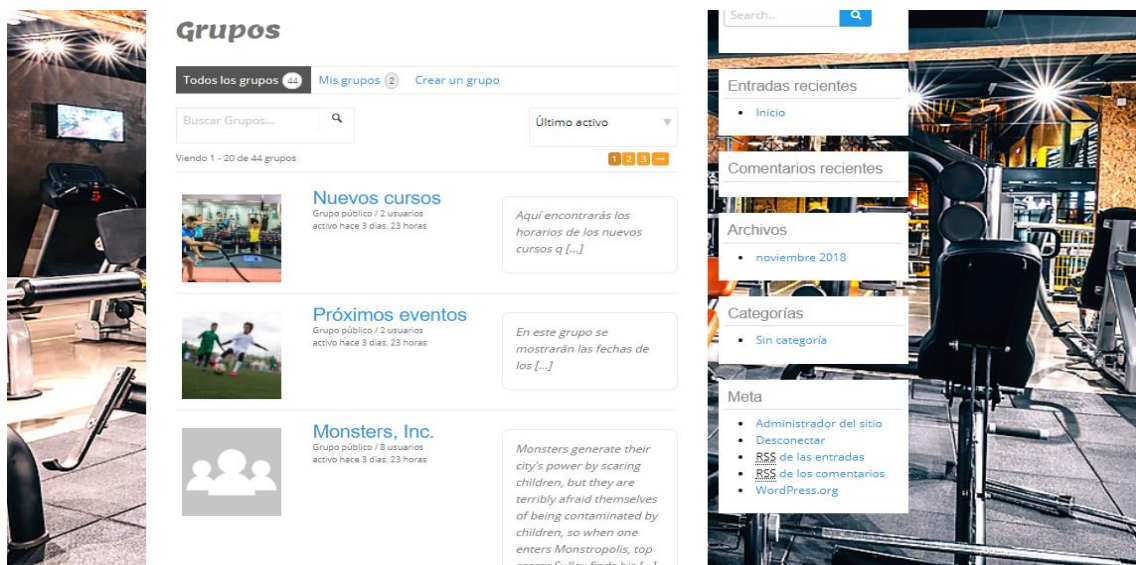 Grupos
Todos los grupos 44 Mis grupos 2 Crear un grupo
Buscar Grupos...
Último activo
Viendo 1 - 20 de 44 grupos
1 2 3 →
Nuevos cursos
Grupo público / 2 usuarios
activo hace 3 dias, 23 horas
Aquí encontrarás los
horarios de los nuevos
cursos q [...]
Próximos eventos
Grupo público / 2 usuarios
activo hace 3 dias, 23 horas
En este grupo se
mostrarán las fechas de
los [...]
Monsters, Inc.
Grupo público / 8 usuarios
activo hace 3 dias, 23 horas
Monsters generate their
city's power by scaring
children, but they are
terribly afraid themselves
of being contaminated by
children, so when one
enters Monstropolis, top
Search..
Entradas recientes
Inicio
Comentarios recientes
Archivos
noviembre 2018
Categorías
Sin categoría
Meta
Administrador del sitio
Desconectar
RSS de las entradas
RSS de los comentarios
WordPress.org